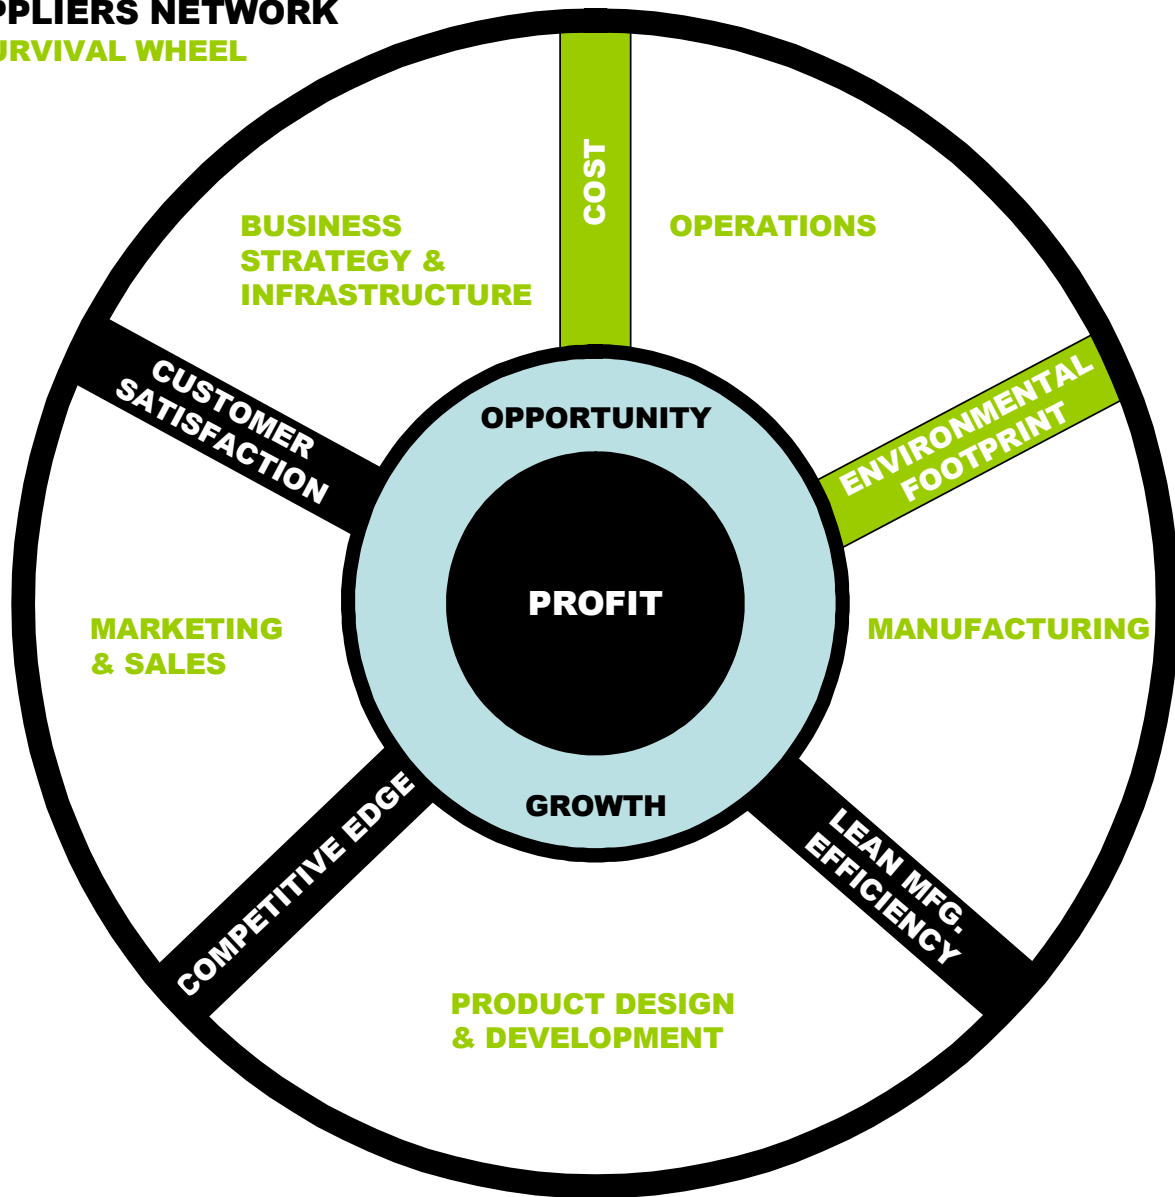 PPLIERS NETWORK
URVIVAL WHEEL
COST
BUSINESS
STRATEGY &
INFRASTRUCTURE
OPERATIONS
CUSTOMER
SATISFACTION
ENVIRONMENTAL
FOOTPRINT
OPPORTUNITY
PROFIT
MARKETING
& SALES
MANUFACTURING
GROWTH
COMPETITIVE EDGE
LEAN MFG.
EFFICIENCY
PRODUCT DESIGN
& DEVELOPMENT